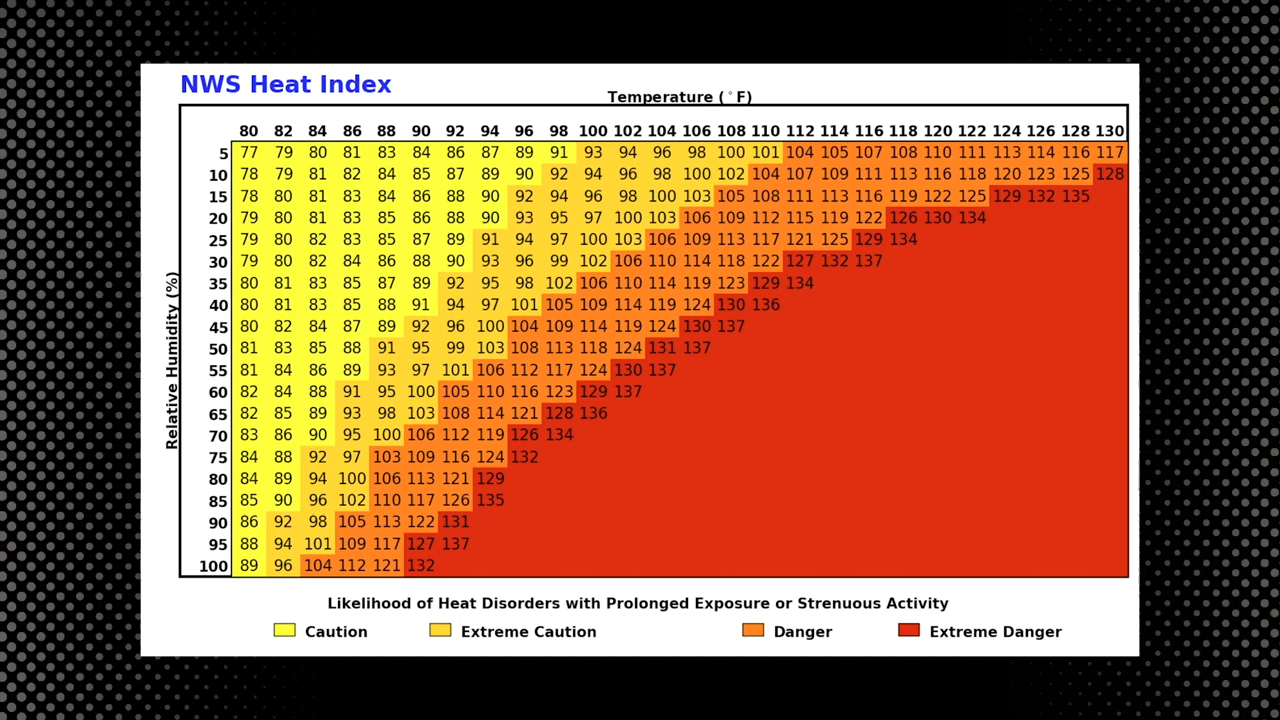 NWS Heat Index
Temperature (°F)
80 82 84 86 88 90 92 94 96 98 100 102 104 106 108 110 112 114 116 118 120 122 124 126 128 130
Relative Humidity (%)
5 77 79 80 81 83 84 86 87 89 91 93 94 96 98 100 101 104 105 107 108 110 111 113 114 116 117
10 78 79 81 82 84 85 87 89 90 92 94 96 98 100 102 104 107 109 111 113 116 118 120 123 125 128
15 78 80 81 83 84 86 88 90 92 94 96 98 100 103 105 108 111 113 116 119 122 125 129 132 135
20 79 80 81 83 85 86 88 90 93 95 97 100 103 106 109 112 115 119 122 126 130 134
25 79 80 82 83 85 87 89 91 94 97 100 103 106 109 113 117 121 125 129 134
30 79 80 82 84 86 88 90 93 96 99 102 106 110 114 118 122 127 132 137
35 80 81 83 85 87 89 92 95 98 102 106 110 114 119 123 129 134
40 80 81 83 85 88 91 94 97 101 105 109 114 119 124 130 136
45 80 82 84 87 89 92 96 100 104 109 114 119 124 130 137
50 81 83 85 88 91 95 99 103 108 113 118 124 131 137
55 81 84 86 89 93 97 101 106 112 117 124 130 137
60 82 84 88 91 95 100 105 110 116 123 129 137
65 82 85 89 93 98 103 108 114 121 128 136
70 83 86 90 95 100 106 112 119 126 134
75 84 88 92 97 103 109 116 124 132
80 84 89 94 100 106 113 121 129
85 85 90 96 102 110 117 126 135
90 86 92 98 105 113 122 131
95 88 94 101 109 117 127 137
100 89 96 104 112 121 132
Likelihood of Heat Disorders with Prolonged Exposure or Strenuous Activity
Caution Extreme Caution Danger Extreme Danger